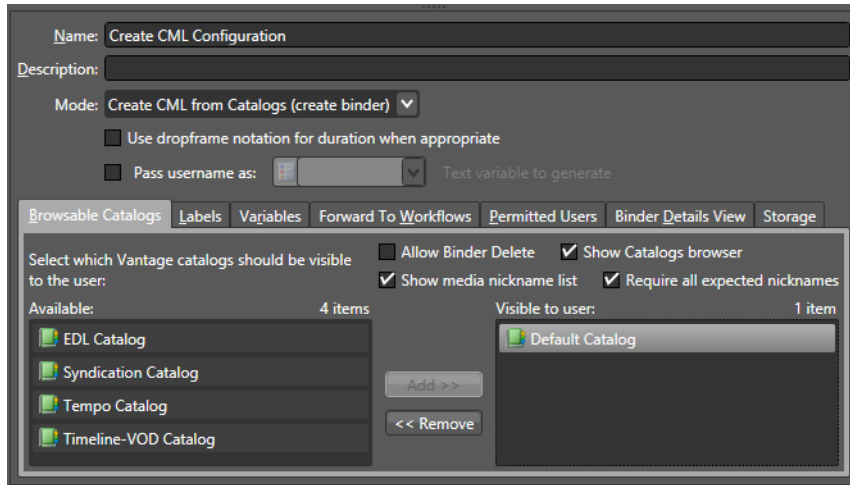 Name: Create CML Configuration
Description:
Mode: Create CML from Catalogs (create binder)
Use dropframe notation for duration when appropriate
Pass username as: Text variable to generate
Browsable Catalogs Labels Variables Forward To Workflows Permitted Users Binder Details View Storage
Select which Vantage catalogs should be visible
to the user:
Allow Binder Delete Show Catalogs browser
Show media nickname list Require all expected nicknames
Available: 4 items
EDL Catalog
Syndication Catalog
Tempo Catalog
Timeline-VOD Catalog
Add >>
<< Remove
Visible to user: 1 item
Default Catalog